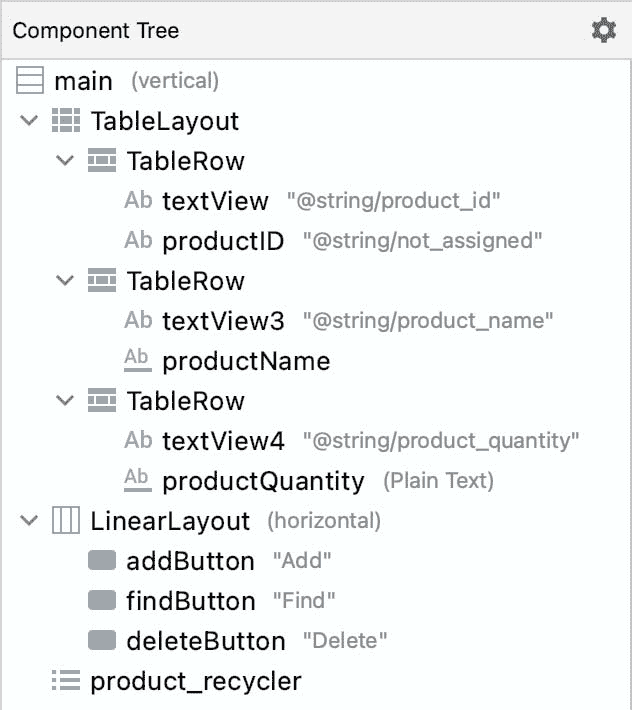 Component Tree
main (vertical)
TableLayout
TableRow
Ab textView "@string/product_id"
Ab productID "@string/not_assigned"
TableRow
Ab textView3 "@string/product_name"
Ab productName
TableRow
Ab textView4 "@string/product_quantity"
Ab productQuantity (Plain Text)
LinearLayout (horizontal)
addButton "Add"
findButton "Find"
deleteButton "Delete"
product_recycler